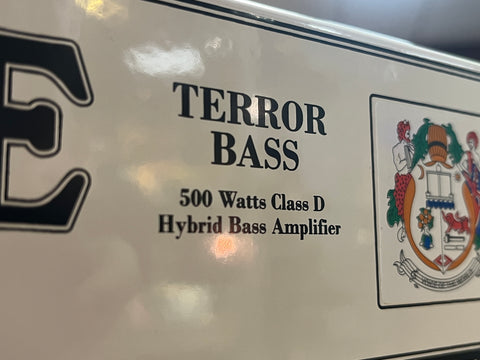 E
TERROR
BASS
500 Watts Class D
Hybrid Bass Amplifier